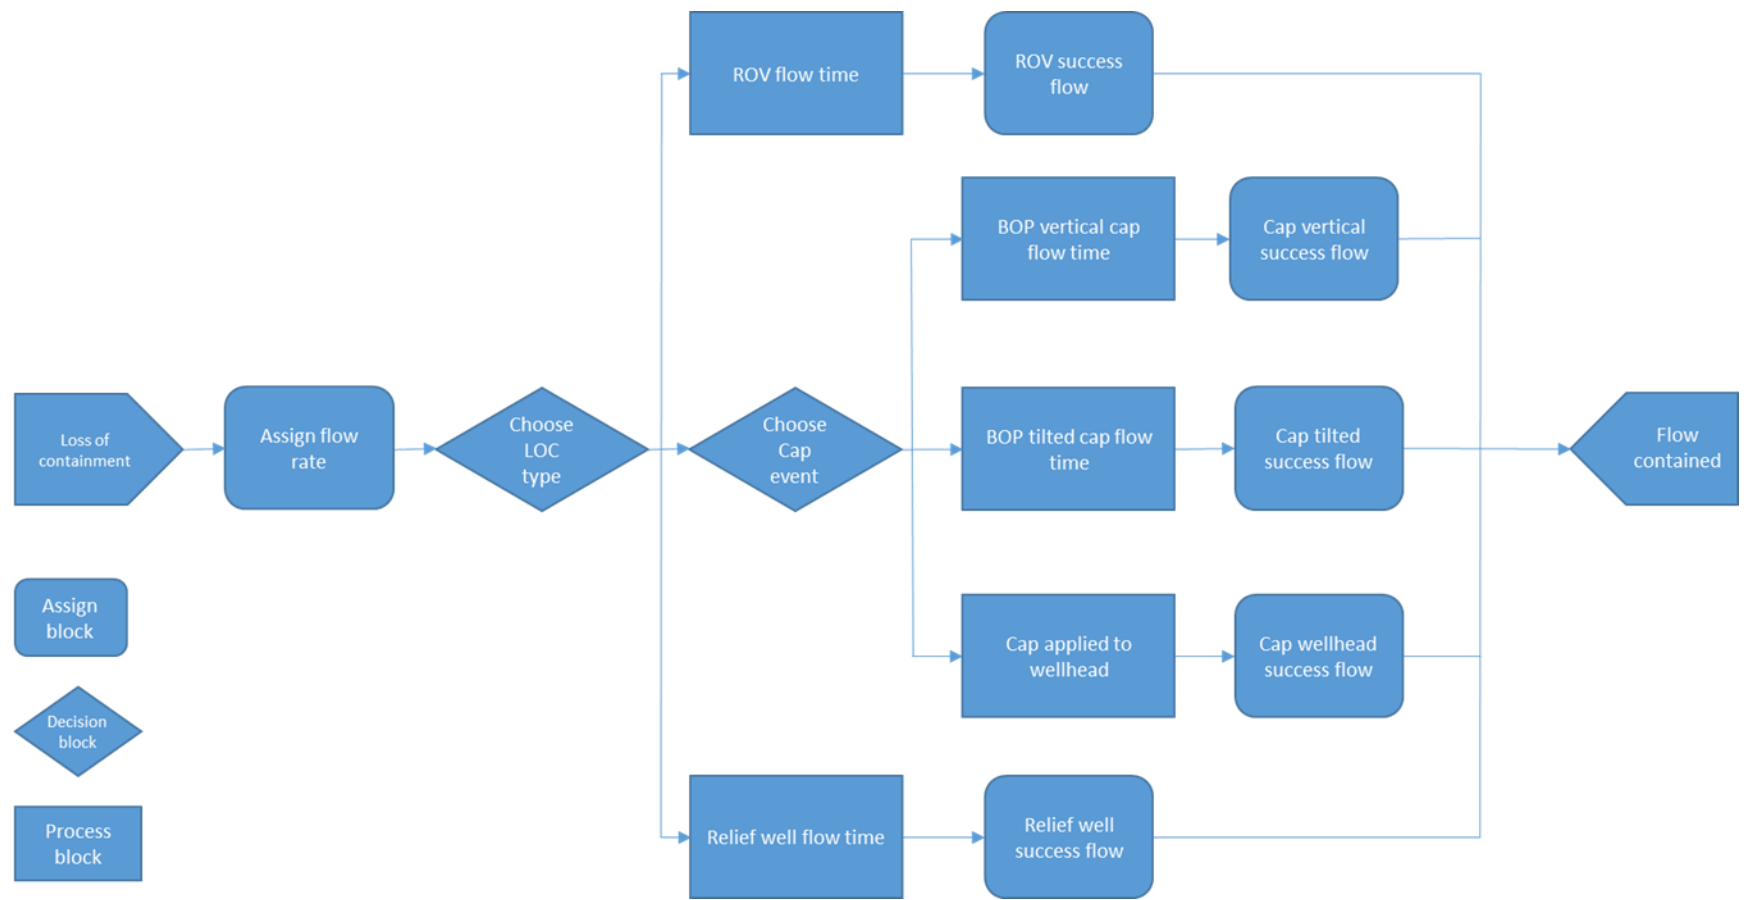 ROV flow time
ROV success
flow
BOP vertical cap
flow time
Cap vertical
success flow
Loss of
containment
Assign flow
rate
Choose
LOC
type
Choose
Cap
event
BOP tilted cap flow
time
Cap tilted
success flow
Flow
contained
Cap applied to
wellhead
Cap wellhead
success flow
Relief well flow time
Relief well
success flow
Assign
block
Decision
block
Process
block